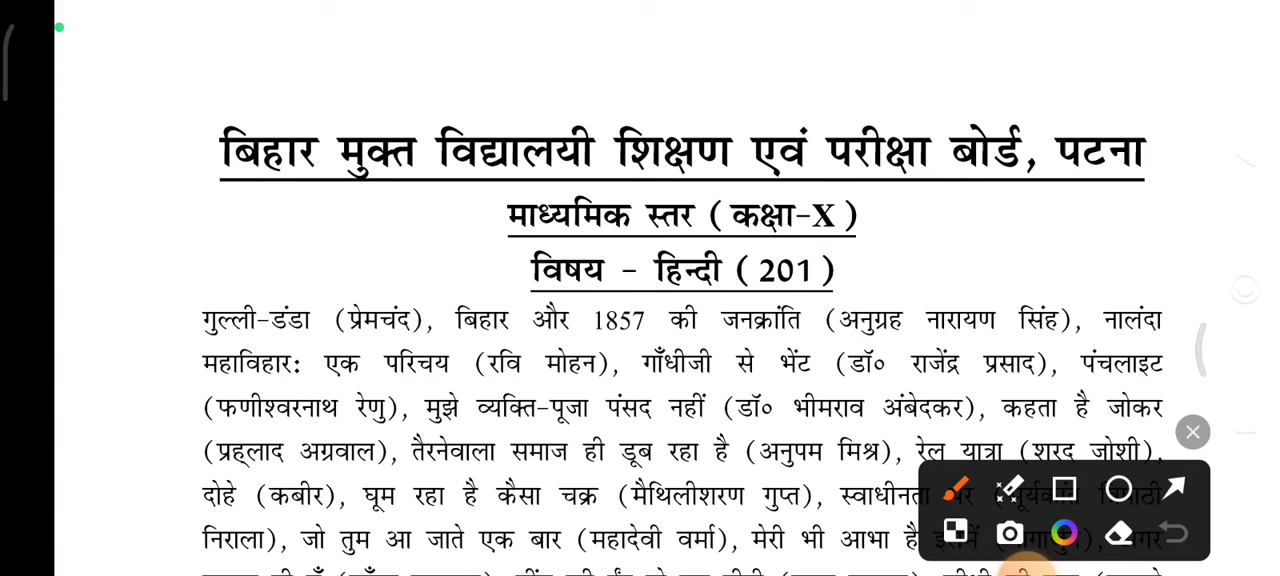 बिहार मुक्त विद्यालयी शिक्षण एवं परीक्षा बोर्ड, पटना
माध्यमिक स्तर (कक्षा-X)
विषय - हिन्दी (201)
गुल्ली-डंडा (प्रेमचंद), बिहार और 1857 की जनक्रांति (अनुग्रह नारायण सिंह), नालंदा
महाविहार: एक परिचय (रवि मोहन), गाँधीजी से भेंट (डॉ० राजेंद्र प्रसाद), पंचलाइट
(फणीश्वरनाथ रेणु), मुझे व्यक्ति-पूजा पंसद नहीं (डॉ० भीमराव अंबेदकर), कहता है जोकर
(प्रह्लाद अग्रवाल), तैरनेवाला समाज ही डूब रहा है (अनुपम मिश्र), रेल यात्रा (शरद जोशी),
दोहे (कबीर), घूम रहा है कैसा चक्र (मैथिलीशरण गुप्त), स्वाधीनता
निराला), जो तुम आ जाते एक बार (महादेवी वर्मा), मेरी भी आभा है